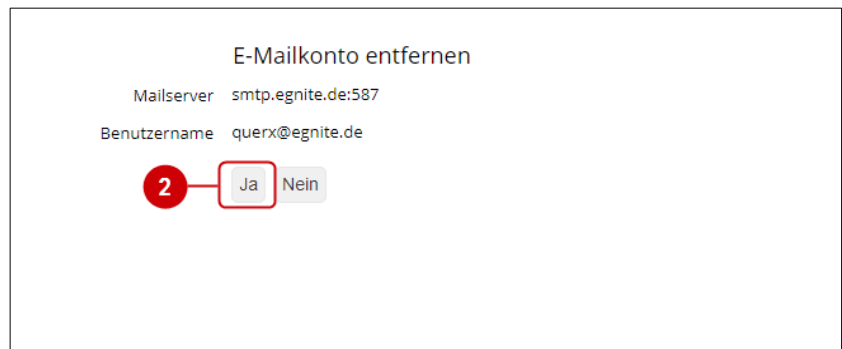 E-Mailkonto entfernen
Mailserver smtp.egnite.de:587
Benutzername querx@egnite.de
2 Ja Nein